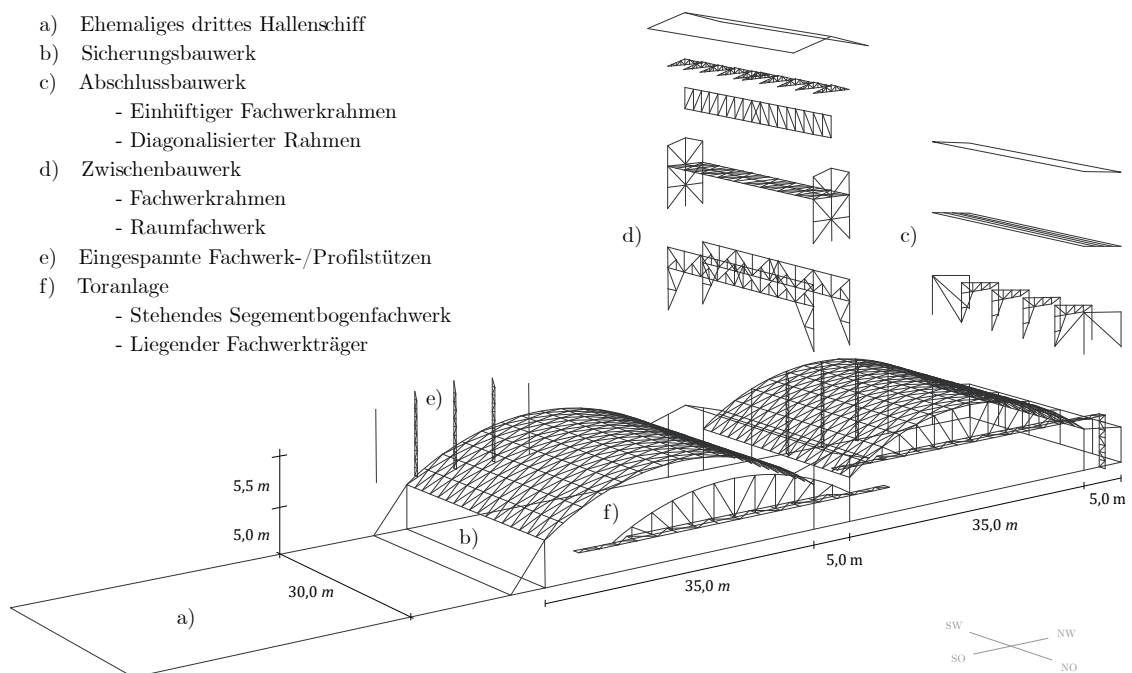 a) Ehemaliges drittes Hallenschiff
b) Sicherungsbauwerk
c) Abschlussbauwerk
- Einhüftiger Fachwerkrahmen
- Diagonalisierter Rahmen
d) Zwischenbauwerk
- Fachwerkrahmen
- Raumfachwerk
e) Eingespannte Fachwerk-/Profilstützen
f) Toranlage
- Stehendes Segementbogenfachwerk
- Liegender Fachwerkträger
d)
c)
e)
f)
b)
a)
5,5 m
5,0 m
30,0 m
35,0 m
5,0 m
35,0 m
5,0 m
SW
NW
SO
NO